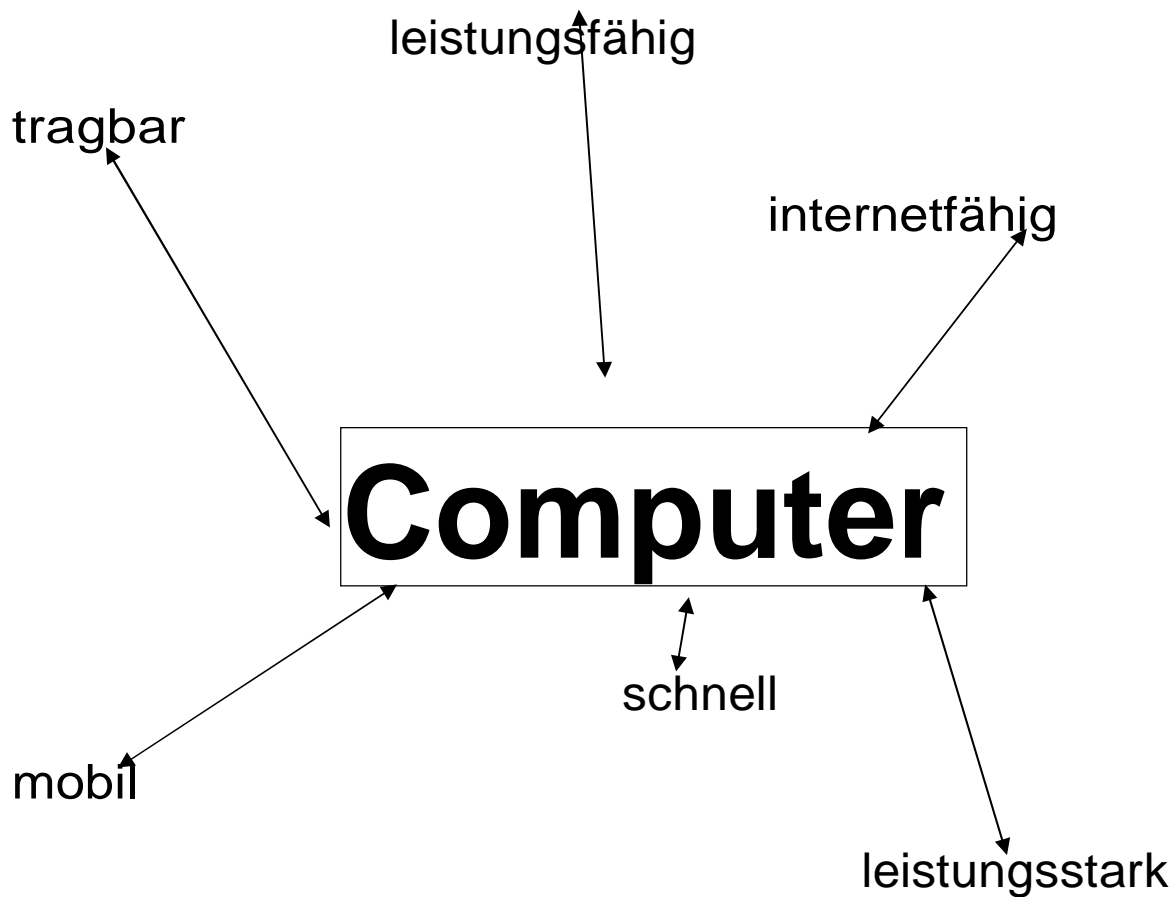 leistungsfähig
tragbar
internetfähig
Computer
schnell
mobil
leistungsstark